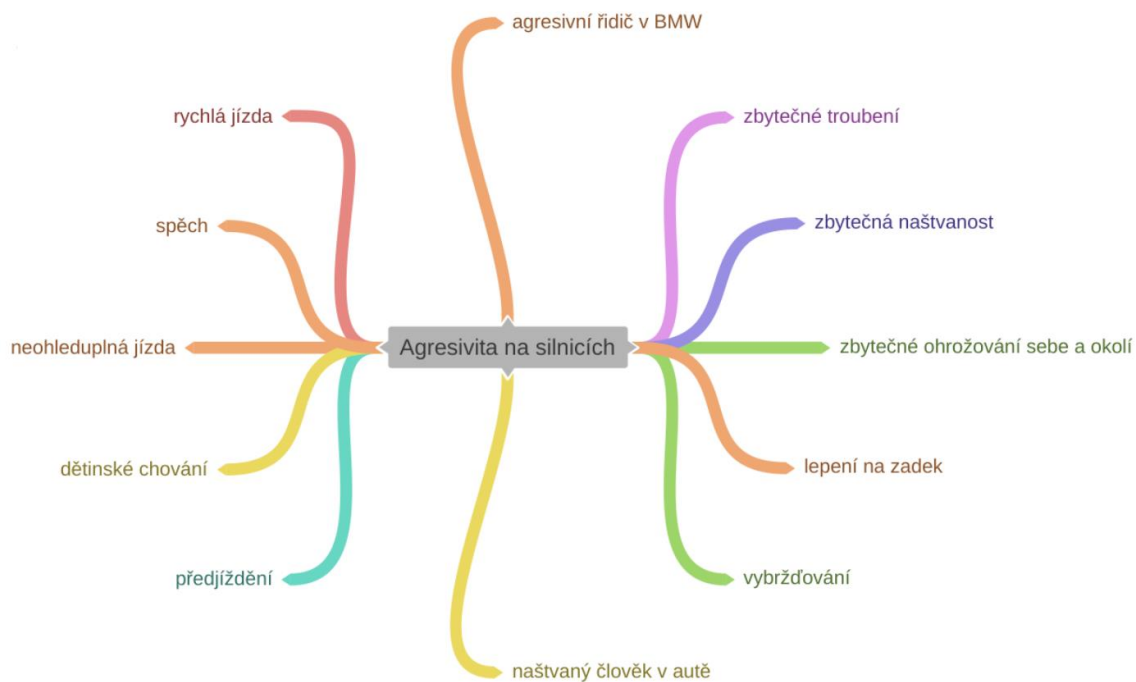 agresivní řidič v BMW
rychlá jízda
zbytečné troubení
spěch
zbytečná naštvanost
neohleduplná jízda
Agresivita na silnicích
zbytečné ohrožování sebe a okolí
dětinské chování
lepení na zadek
předjíždění
vybržďování
naštvaný člověk v autě